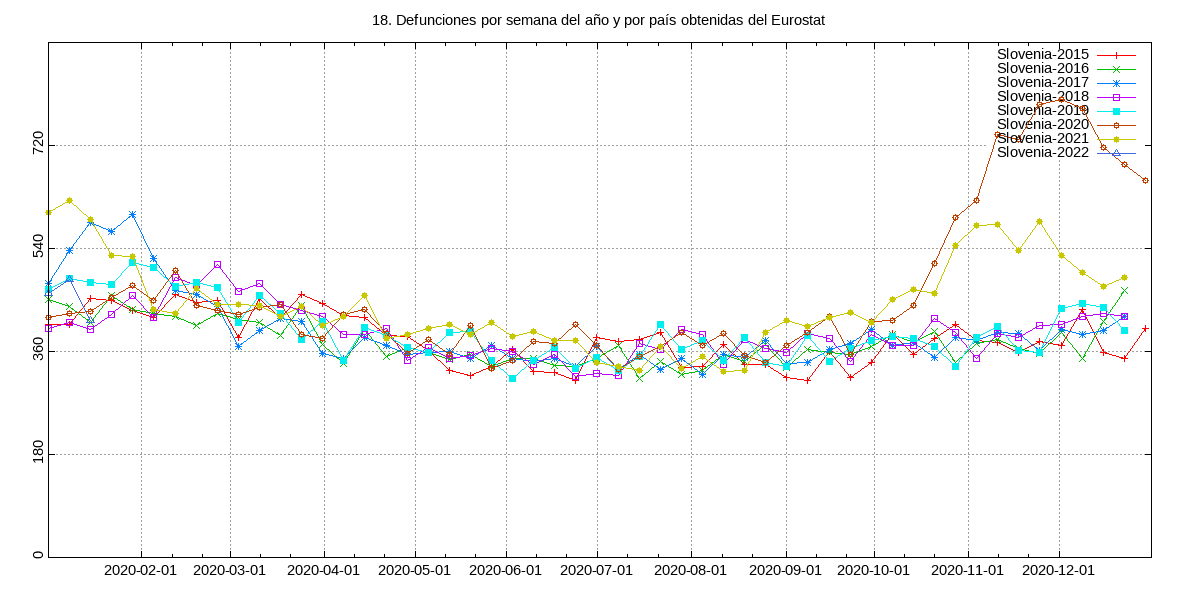 18. Defunciones por semana del año y por país obtenidas del Eurostat
Slovenia-2015
Slovenia-2016
Slovenia-2017
Slovenia-2018
Slovenia-2019
Slovenia-2020
Slovenia-2021
Slovenia-2022
720
540
360
180
0
2020-02-01 2020-03-01 2020-04-01 2020-05-01 2020-06-01 2020-07-01 2020-08-01 2020-09-01 2020-10-01 2020-11-01 2020-12-01